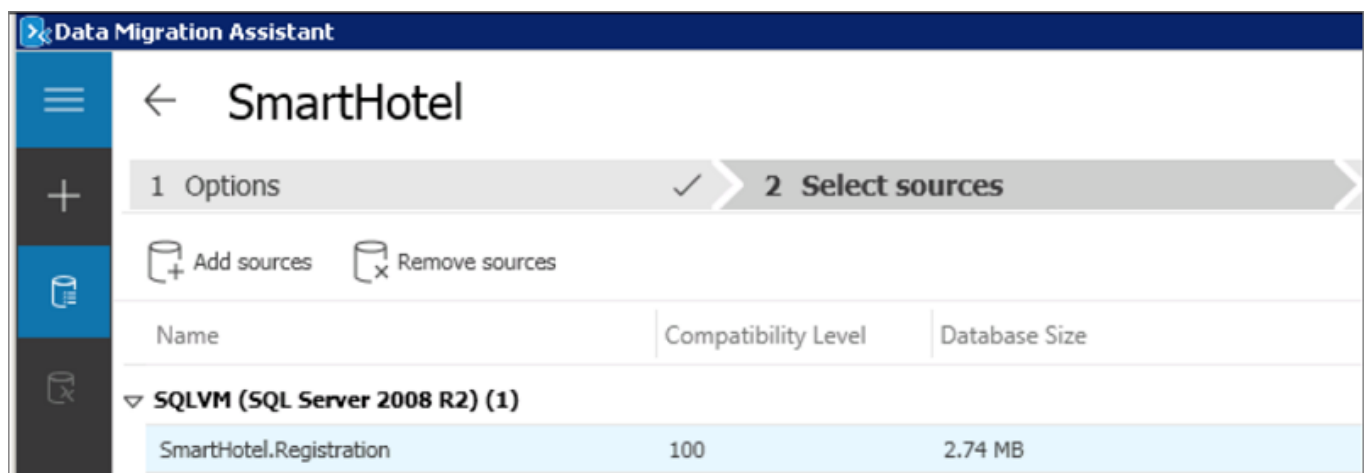 Data Migration Assistant
SmartHotel
1 Options 2 Select sources
Add sources Remove sources
Name Compatibility Level Database Size
SQLVM (SQL Server 2008 R2) (1)
SmartHotel.Registration 100 2.74 MB